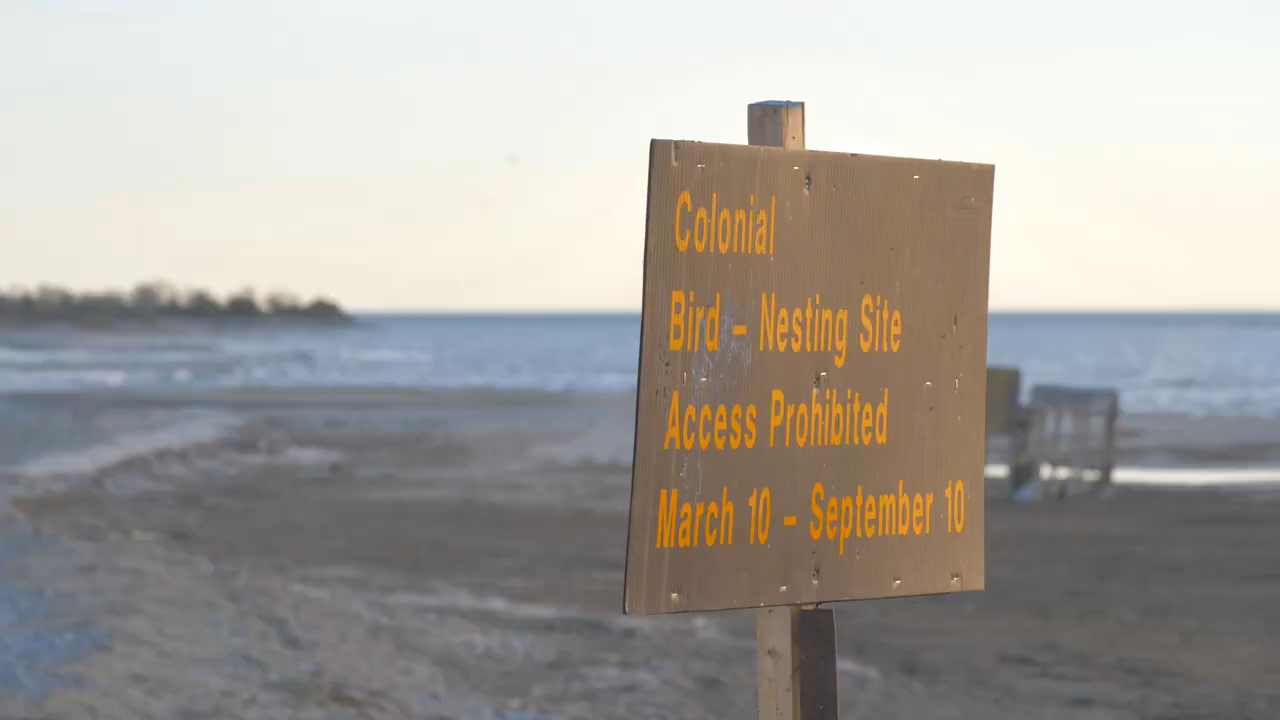 Colonial
Bird – Nesting Site
Access Prohibited
March 10 – September 10